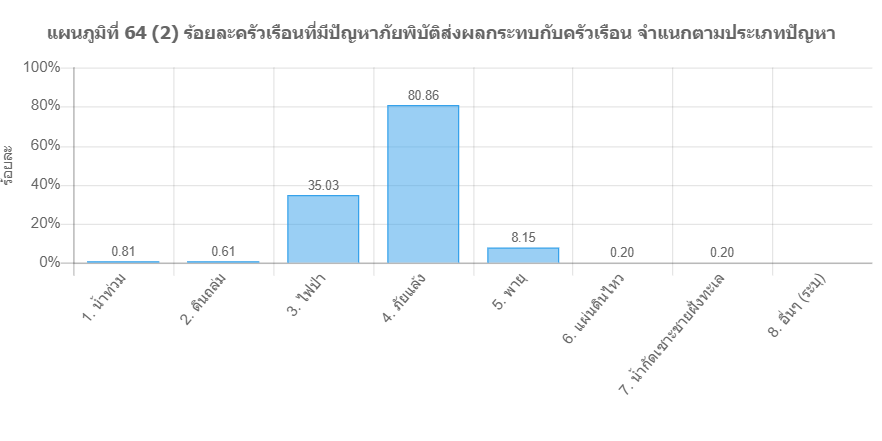 แผนภูมิที่ 64 (2) ร้อยละครัวเรือนที่มีปัญหาภัยพิบัติส่งผลกระทบกับครัวเรือน จำแนกตามประเภทปัญหา
100%
80%
60%
40%
20%
0%
ร้อยละ
0.81
0.61
35.03
80.86
8.15
0.20
0.20
1. น้ำท่วม
2. ดินถล่ม
3. ไฟป่า
4. ภัยแล้ง
5. พายุ
6. แผ่นดินไหว
7. น้ำกัดเซาะชายฝั่งทะเล
8. อื่นๆ (ระบุ)